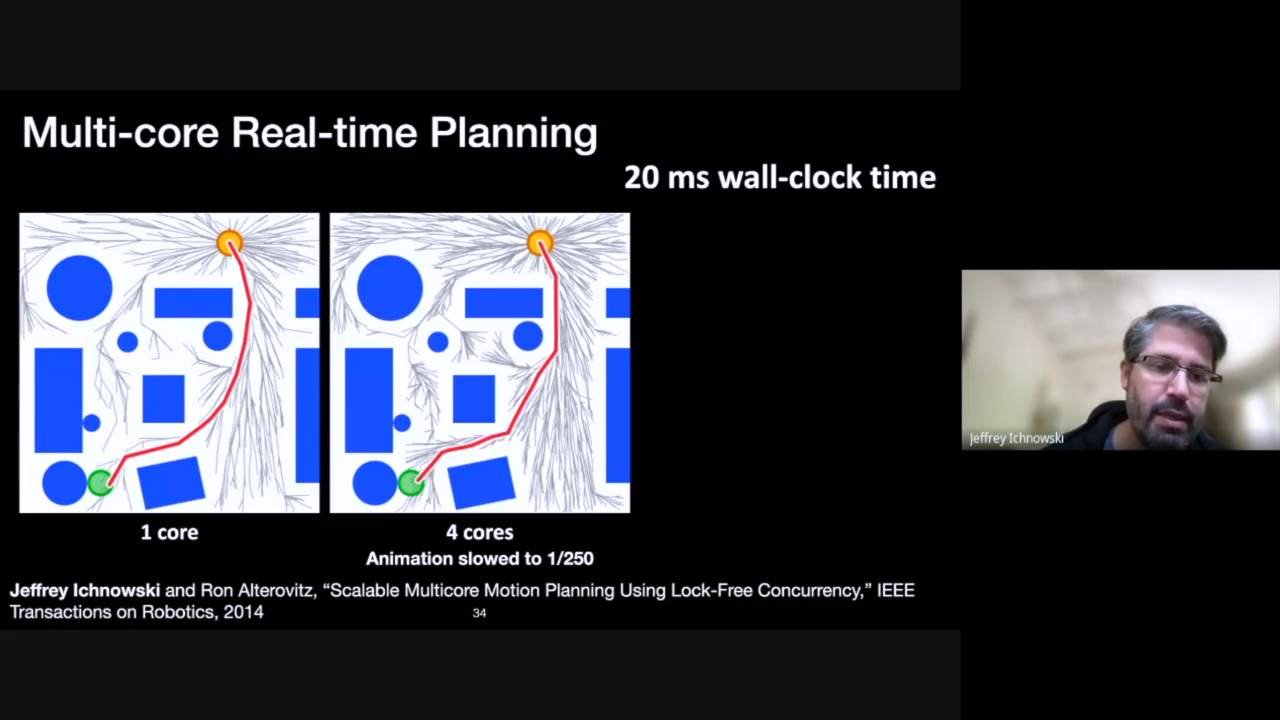 Multi-core Real-time Planning
20 ms wall-clock time
1 core
4 cores
Animation slowed to 1/250
Jeffrey Ichnowski and Ron Alterovitz, “Scalable Multicore Motion Planning Using Lock-Free Concurrency,” IEEE
Transactions on Robotics, 2014
34
Jeffrey Ichnowski